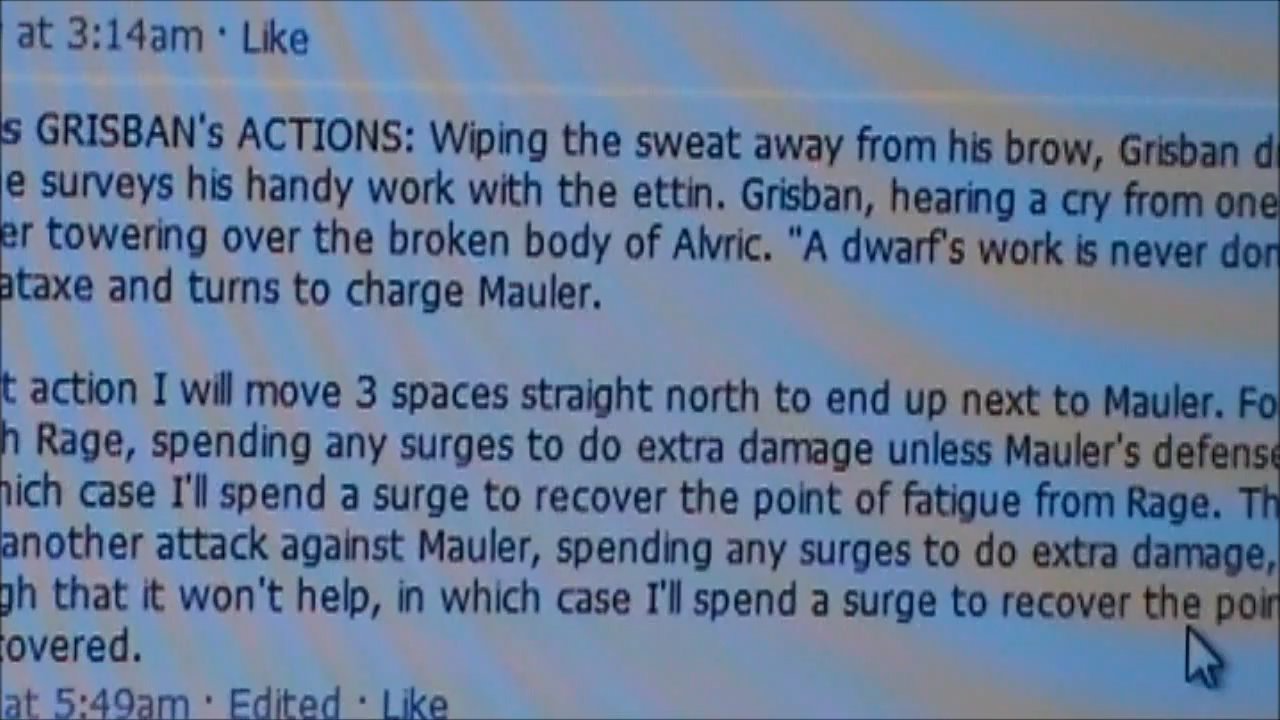 at 3:14am · Like
s GRISBAN's ACTIONS: Wiping the sweat away from his brow, Grisban
e surveys his handy work with the ettin. Grisban, hearing a cry from one
er towering over the broken body of Alvric. "A dwarf's work is never
ataxe and turns to charge Mauler.
t action I will move 3 spaces straight north to end up next to Mauler. Fo
h Rage, spending any surges to do extra damage unless Mauler's defense
hich case I'll spend a surge to recover the point of fatigue from Rage. Th
another attack against Mauler, spending any surges to do extra damage,
gh that it won't help, in which case I'll spend a surge to recover the
overed.
at 5:49am · Edited · Like